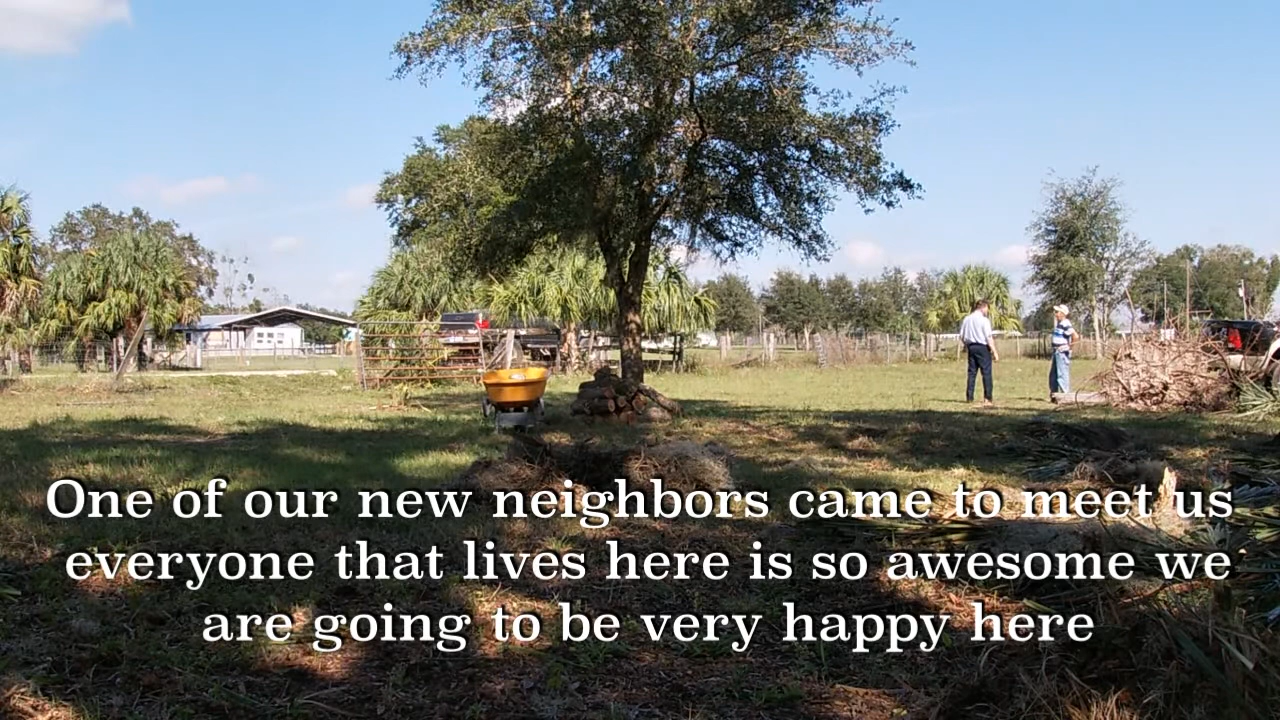 One of our new neighbors came to meet us
everyone that lives here is so awesome we
are going to be very happy here